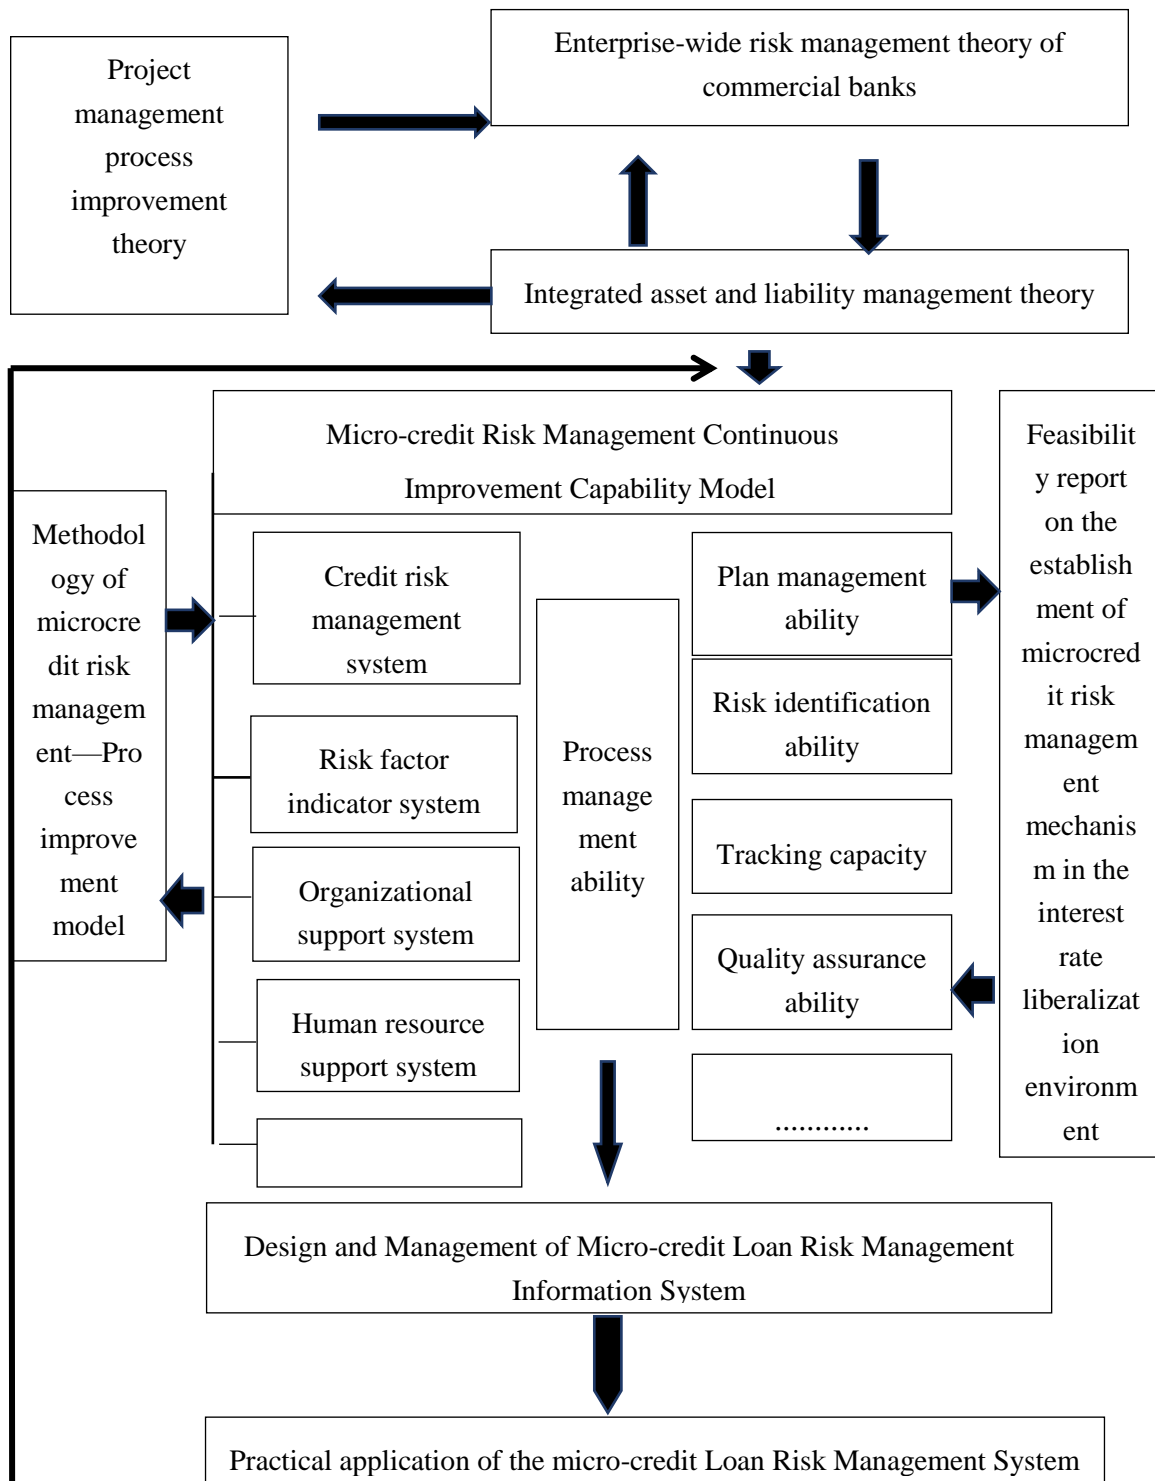 Enterprise-wide risk management theory of
commercial banks
Project
management
process
improvement
theory
Integrated asset and liability management theory
Micro-credit Risk Management Continuous
Improvement Capability Model
Methodol
ogy of
microcre
dit risk
managem
ent—Pro
cess
improve
ment
model
Credit risk
management
system
Risk factor
indicator system
Organizational
support system
Human resource
support system
Process
manage
ment
ability
Plan management
ability
Risk identification
ability
Tracking capacity
Quality assurance
ability
............
Feasibilit
y report
on the
establish
ment of
microcred
it risk
managem
ent
mechanis
m in the
interest
rate
liberalizat
ion
environm
ent
Design and Management of Micro-credit Loan Risk Management
Information System
Practical application of the micro-credit Loan Risk Management System